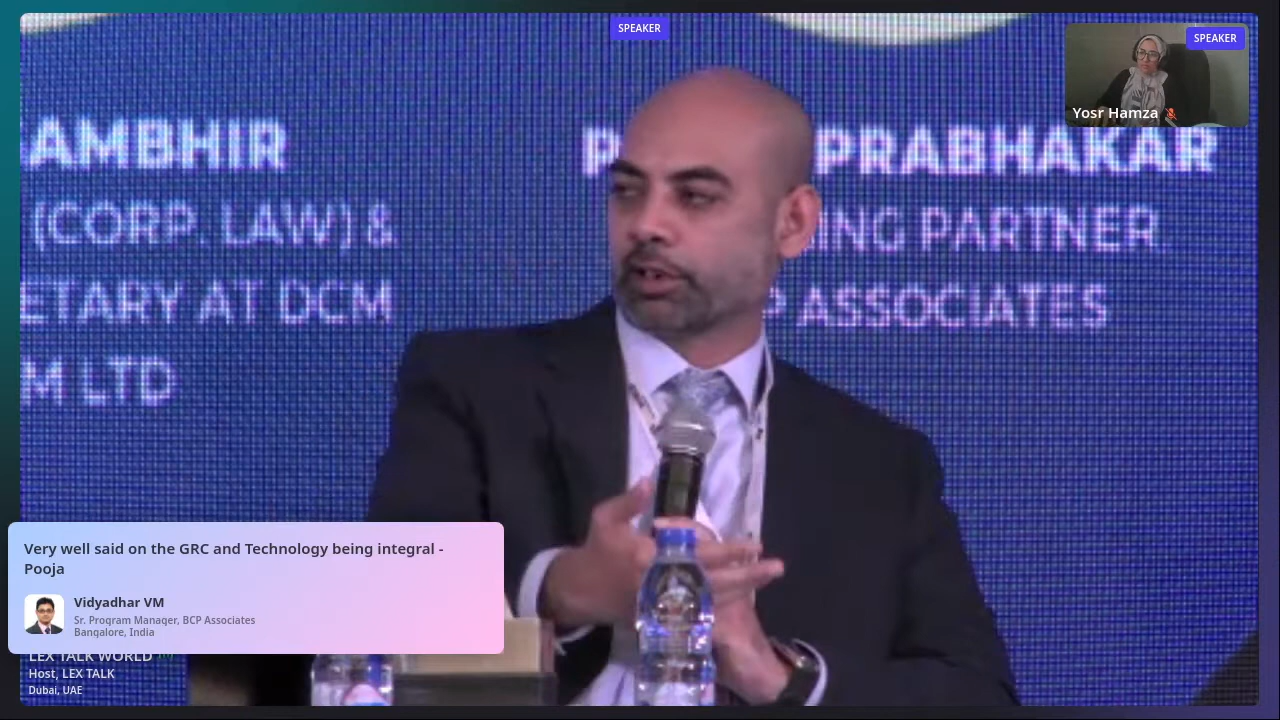 SPEAKER
SPEAKER
Yosr Hamza
AMBHIR
PRABHAKAR
(CORP. LAW) &
ING PARTNER
ETARY AT DCM
P ASSOCIATES
M LTD
Very well said on the GRC and Technology being integral -
Pooja
Vidyadhar VM
Sr. Program Manager, BCP Associates
Bangalore, India
LEX TALK WORLD
Host, LEX TALK
Dubai, UAE